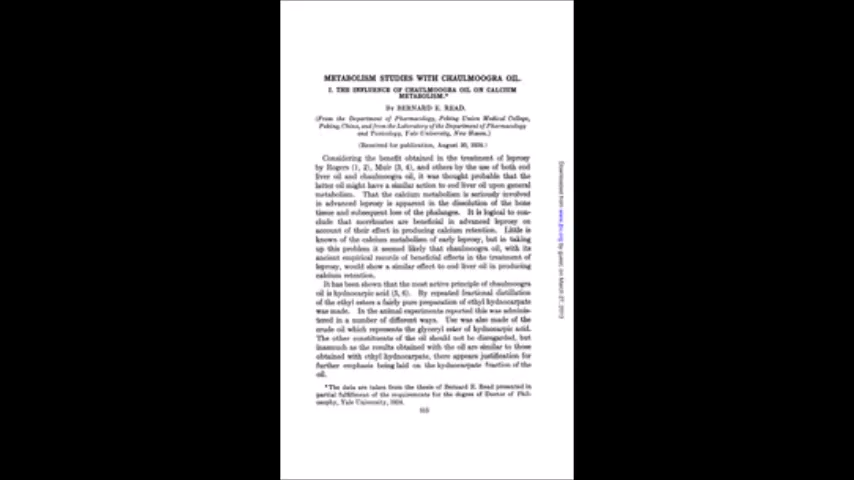 METABOLISM STUDIES WITH CHAULMOOGRA OIL.
I. THE INFLUENCE OF CHAULMOOGRA OIL ON CALCIUM
METABOLISM.*
By BERNARD E. READ.
(From the Department of Pharmacology, Peking Union Medical College,
Peking, China, and from the Laboratory of the Department of Pharmacology
and Toxicology, Yale University, New Haven.)
(Received for publication, August 1924.)
Considering the benefit obtained in the treatment of leprosy
by Rogers (1, 2), Muir (3, 4), and others by the use of both cod
liver oil and chaulmoogra oil, it was thought probable that the
latter oil might have a similar action to cod liver oil upon general
metabolism. That the calcium metabolism is seriously involved
in advanced leprosy is apparent in the dissolution of the bone
tissue and subsequent loss of the phalanges. It is logical to con-
clude that morrhuates are beneficial in advanced leprosy on
account of their effect in producing calcium retention. Little is
known of the calcium metabolism of early leprosy, but in taking
up this problem it seemed likely that chaulmoogra oil, with its
ancient empirical records of beneficial effects in the treatment of
leprosy, would show a similar effect to cod liver oil in producing
calcium retention.
It has been shown that the most active principle of chaulmoogra
oil is hydnocarpic acid (5, 6). By repeated fractional distillation
of the ethyl esters a fairly pure preparation of ethyl hydnocarpate
was made. In the animal experiments reported this was adminis-
tered in a number of different ways. Use was also made of the
crude oil which represents the glyceryl ester of hydnocarpic acid.
The other constituents of the oil should not be disregarded, but
inasmuch as the results obtained with the oil are similar to those
obtained with ethyl hydnocarpate, there appears justification for
further emphasis being laid on the hydnocarpate fraction of the
oil.
*The data are taken from the thesis of Bernard E. Read presented in
partial fulfillment of the requirements for the degree of Doctor of Phil-
osophy, Yale University, 1924.
Downloaded from www.jbc.org by guest on March 27, 2013